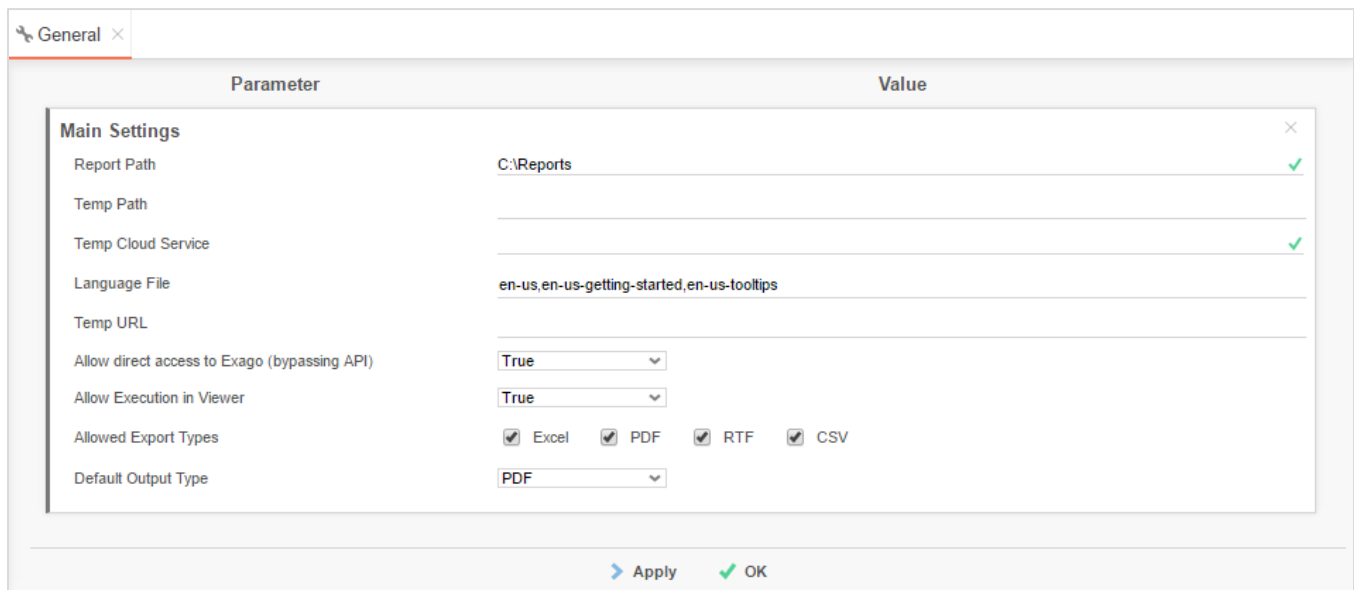 General
Parameter Value
Main Settings
Report Path C:\Reports
Temp Path
Temp Cloud Service
Language File en-us,en-us-getting-started,en-us-tooltips
Temp URL
Allow direct access to Exago (bypassing API) True
Allow Execution in Viewer True
Allowed Export Types Excel PDF RTF CSV
Default Output Type PDF
Apply OK